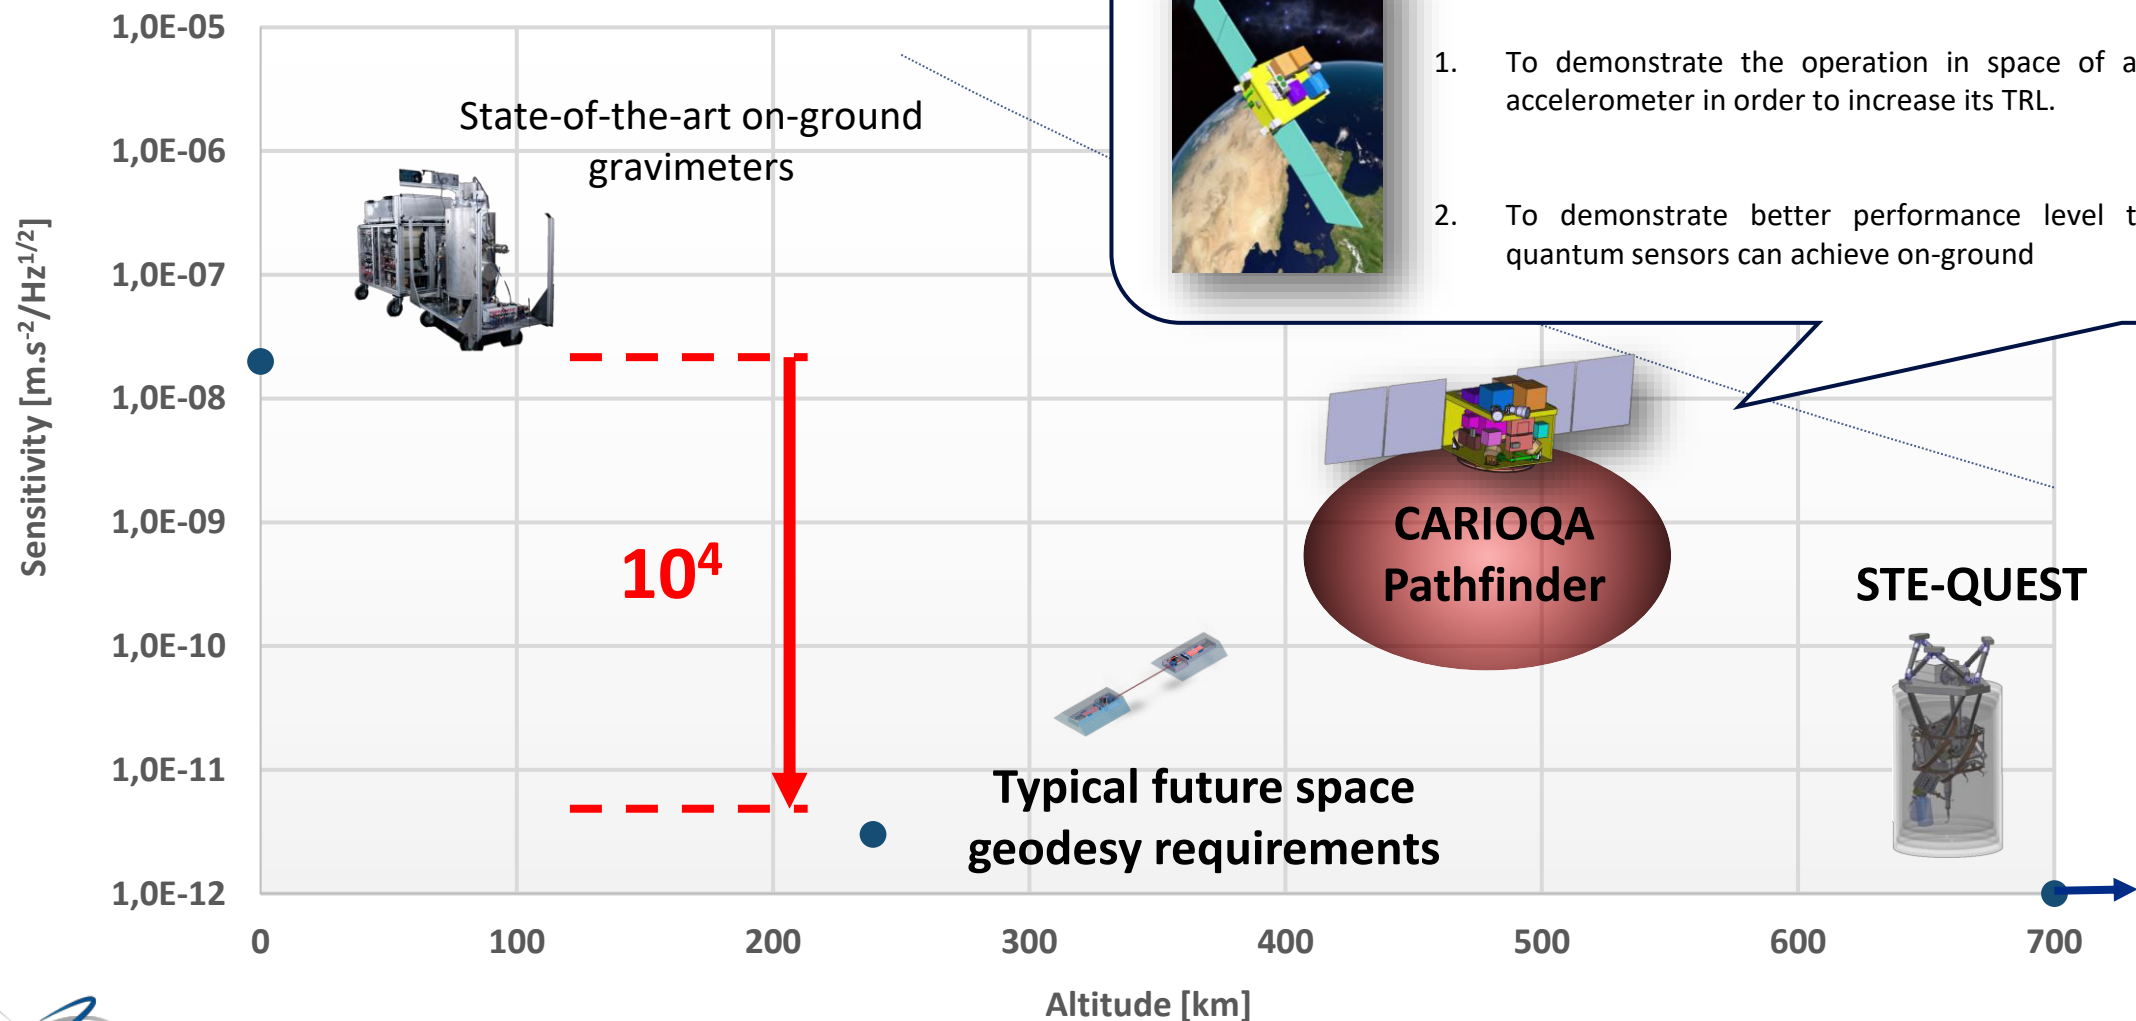 1. To demonstrate the operation in space of a
accelerometer in order to increase its TRL.
2. To demonstrate better performance level
quantum sensors can achieve on-ground
Sensitivity [m.s⁻²/Hz¹/²]
1,0E-05
1,0E-06
1,0E-07
1,0E-08
1,0E-09
1,0E-10
1,0E-11
1,0E-12
State-of-the-art on-ground
gravimeters
10⁴
CARIOQA
Pathfinder
STE-QUEST
Typical future space
geodesy requirements
0 100 200 300 400 500 600 700
Altitude [km]